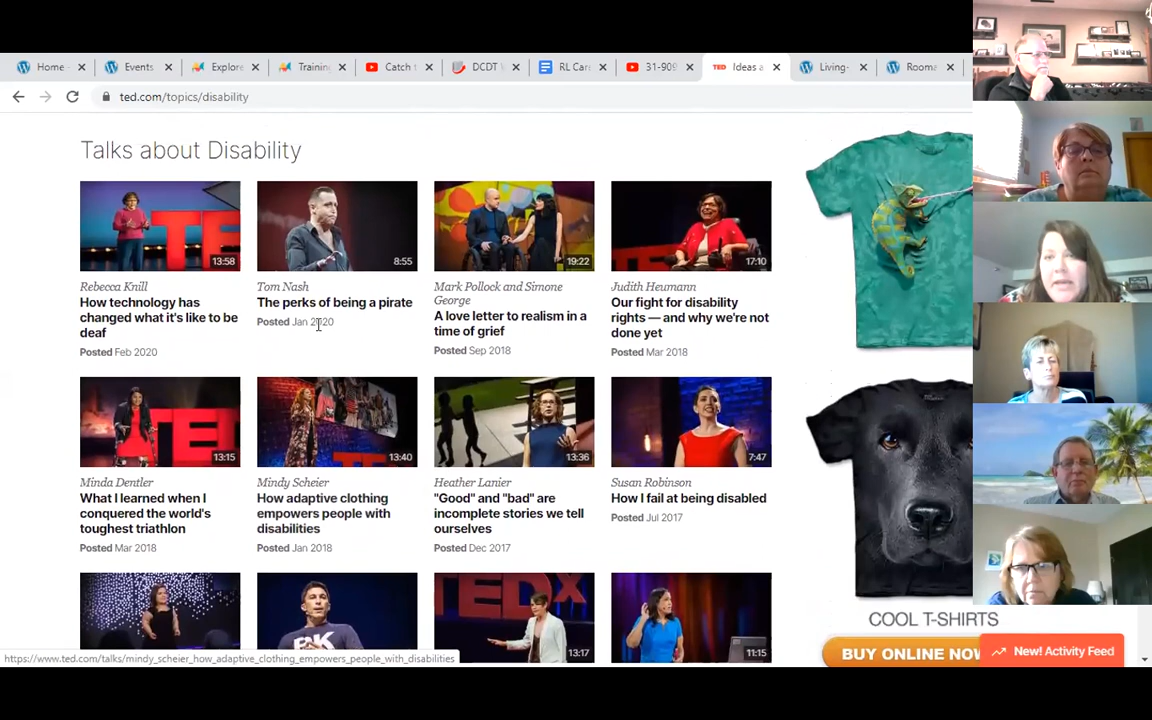 Home
Events
Explore
Training
Catch t
DCDT
RL Car
31-909
TED Ideas a
Living-
Rooma
ted.com/topics/disability
Talks about Disability
13:58
8:55
19:22
17:10
Rebecca Knill
How technology has
changed what it's like to be
deaf
Posted Feb 2020
Tom Nash
The perks of being a pirate
Posted Jan 2020
Mark Pollock and Simone
George
A love letter to realism in a
time of grief
Posted Sep 2018
Judith Heumann
Our fight for disability
rights — and why we're not
done yet
Posted Mar 2018
13:15
13:40
13:36
7:47
Minda Dentler
What I learned when I
conquered the world's
toughest triathlon
Posted Mar 2018
Mindy Scheier
How adaptive clothing
empowers people with
disabilities
Posted Jan 2018
Heather Lanier
"Good" and "bad" are
incomplete stories we tell
ourselves
Posted Dec 2017
Susan Robinson
How I fail at being disabled
Posted Jul 2017
TEDx
13:17
11:15
COOL T-SHIRTS
BUY ONLINE NOW
New! Activity Feed
https://www.ted.com/talks/mindy_scheier_how_adaptive_clothing_empowers_people_with_disabilities